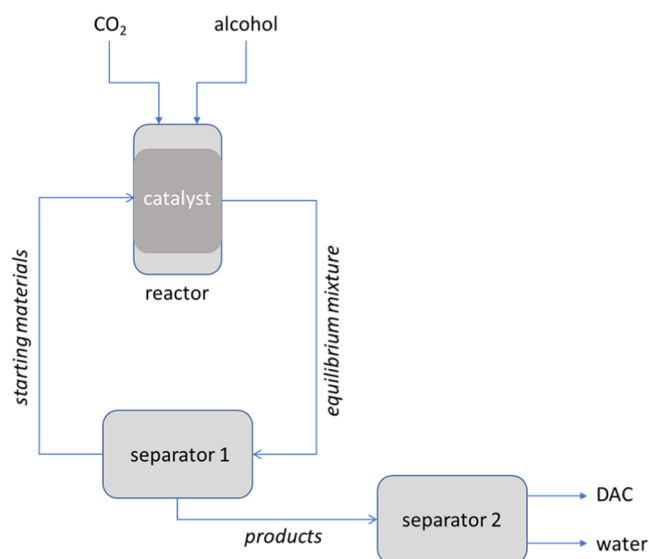 CO₂
alcohol
catalyst
reactor
starting materials
equilibrium mixture
separator 1
products
separator 2
DAC
water